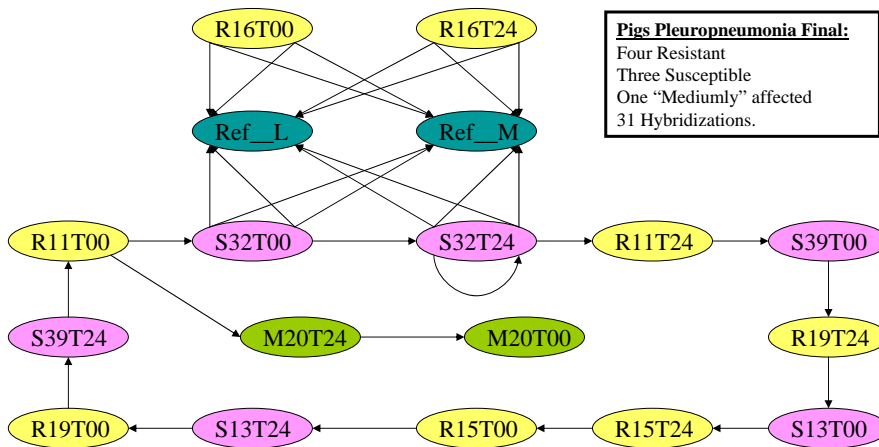 R16T00 R16T24
Pigs Pleuropneumonia Final:
Four Resistant
Three Susceptible
One “Mediumly” affected
31 Hybridizations.
Ref__L Ref__M
R11T00 S32T00 S32T24 R11T24 S39T00
S39T24 M20T24 M20T00 R19T24
R19T00 S13T24 R15T00 R15T24 S13T00